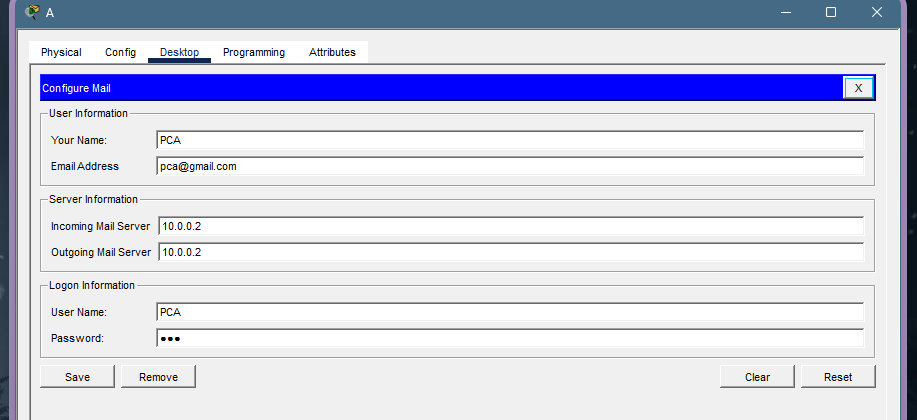 A
Physical Config Desktop Programming Attributes
Configure Mail X
User Information
Your Name: PCA
Email Address pca@gmail.com
Server Information
Incoming Mail Server 10.0.0.2
Outgoing Mail Server 10.0.0.2
Logon Information
User Name: PCA
Password: ●●●
Save Remove Clear Reset